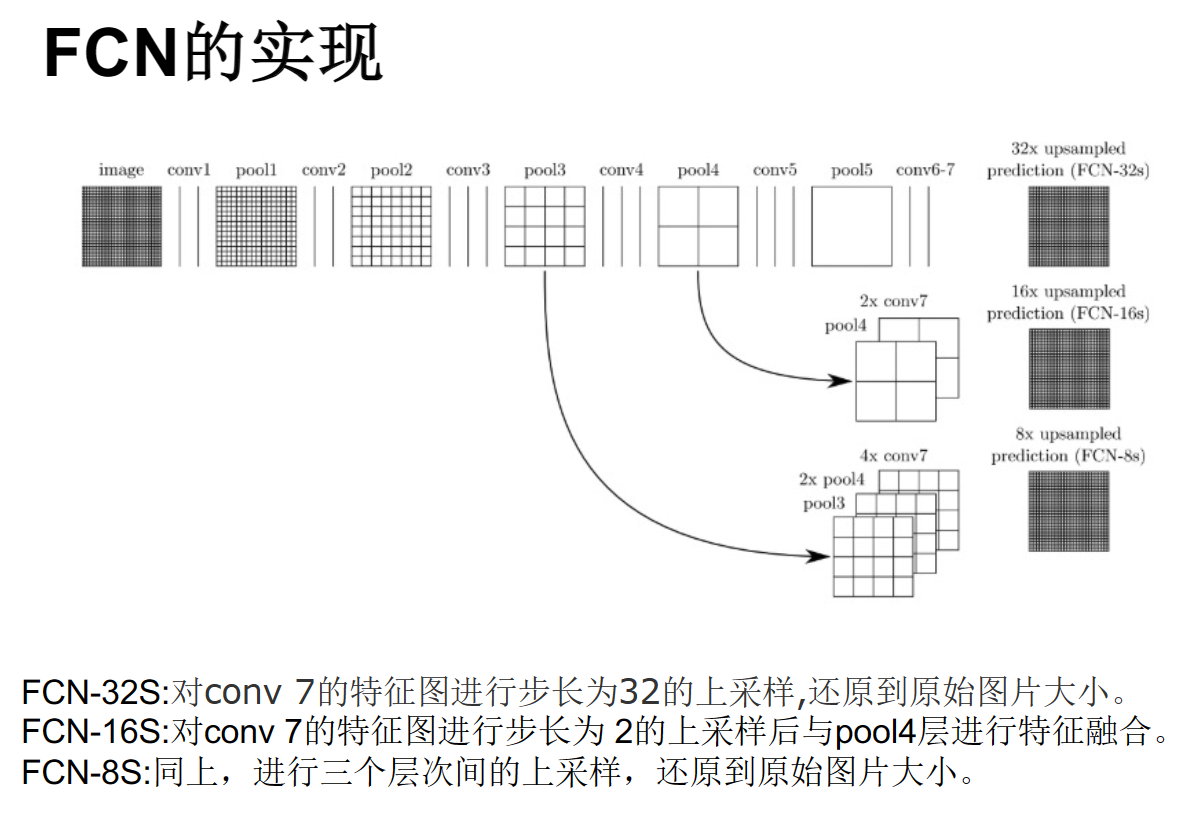 FCN的实现
image conv1 pool1 conv2 pool2 conv3 pool3 conv4 pool4 conv5 pool5 conv6-7
32x upsampled
prediction (FCN-32s)
2x conv7
pool4
16x upsampled
prediction (FCN-16s)
4x conv7
2x pool4
pool3
8x upsampled
prediction (FCN-8s)
FCN-32S:对conv 7的特征图进行步长为32的上采样,还原到原始图片大小。
FCN-16S:对conv 7的特征图进行步长为 2的上采样后与pool4层进行特征融合。
FCN-8S:同上，进行三个层次间的上采样，还原到原始图片大小。